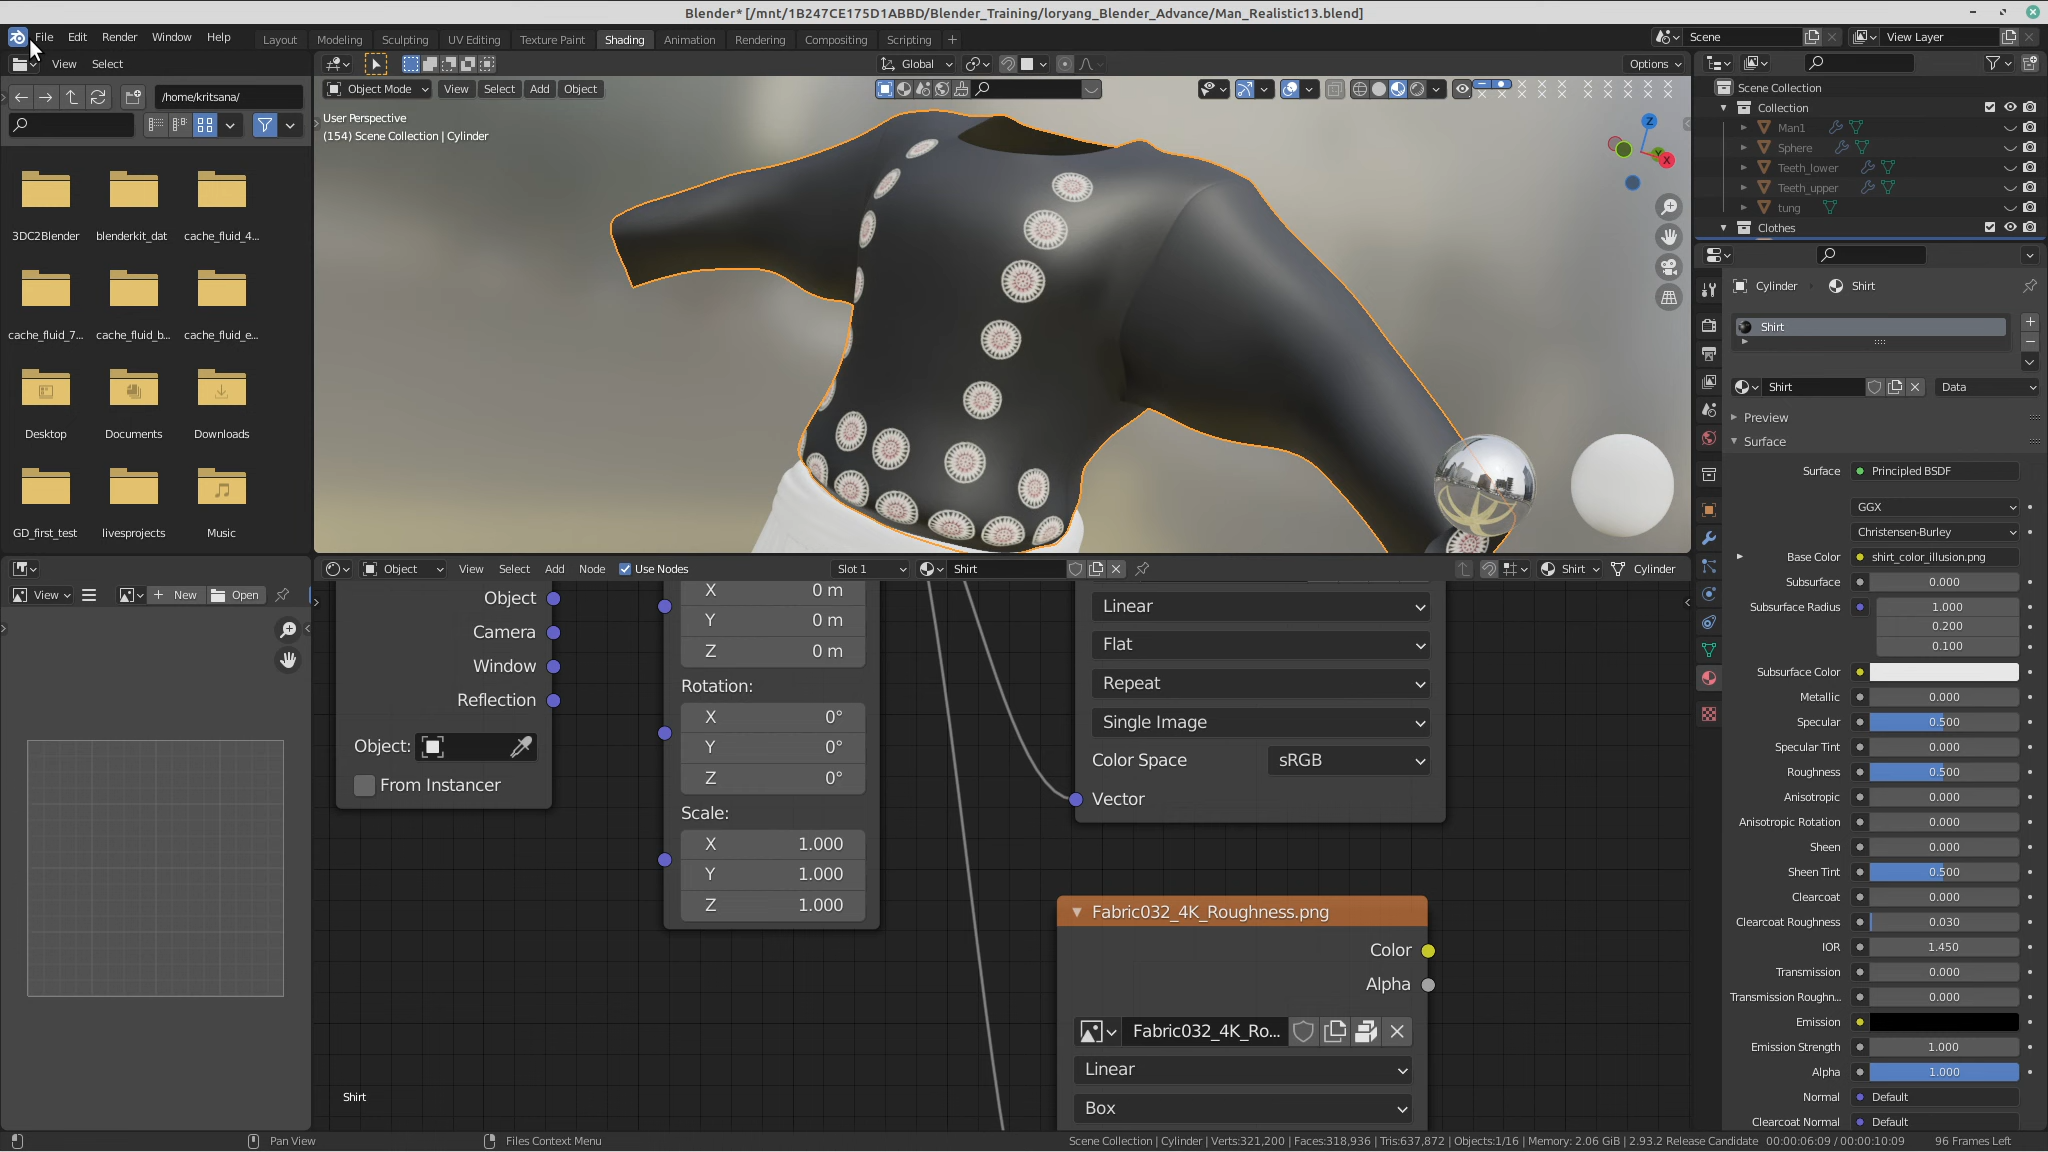 Blender* [/mnt/1B247CE175D1ABBD/Blender_Training/loryang_Blender_Advance/Man_Realistic13.blend]
File Edit Render Window Help
Layout Modeling Sculpting UV Editing Texture Paint Shading Animation Rendering Compositing Scripting +
Scene
View Layer
View Select
Global
Options
/home/kritsana/
Object Mode View Select Add Object
User Perspective
(154) Scene Collection | Cylinder
Z
Y
X
3DC2Blender blenderkit_dat cache_fluid_4...
cache_fluid_7... cache_fluid_b... cache_fluid_e...
Desktop Documents Downloads
GD_first_test livesprojects Music
Scene Collection
Collection
Man1
Sphere
Teeth_lower
Teeth_upper
tung
Clothes
Cylinder Shirt
Shirt
Shirt Data
Preview
Surface
Surface Principled BSDF
GGX
Christensen-Burley
Base Color shirt_color_illusion.png
Subsurface 0.000
Subsurface Radius 1.000
0.200
0.100
Subsurface Color
Metallic 0.000
Specular 0.500
Specular Tint 0.000
Roughness 0.500
Anisotropic 0.000
Anisotropic Rotation 0.000
Sheen 0.000
Sheen Tint 0.500
Clearcoat 0.000
Clearcoat Roughness 0.030
IOR 1.450
Transmission 0.000
Transmission Roughn... 0.000
Emission
Emission Strength 1.000
Alpha 1.000
Normal Default
Clearcoat Normal Default
View + New Open
Object View Select Add Node Use Nodes Slot 1 Shirt Shirt Cylinder
Object
Camera
Window
Reflection
Object:
From Instancer
X 0 m
Y 0 m
Z 0 m
Rotation:
X 0°
Y 0°
Z 0°
Scale:
X 1.000
Y 1.000
Z 1.000
Linear
Flat
Repeat
Single Image
Color Space sRGB
Vector
Fabric032_4K_Roughness.png
Color
Alpha
Fabric032_4K_Ro...
Linear
Box
Shirt
Pan View Files Context Menu
Scene Collection | Cylinder | Verts:321,200 | Faces:318,936 | Tris:637,872 | Objects:1/16 | Memory: 2.06 GiB | 2.93.2 Release Candidate 00:00:06:09 / 00:00:10:09 96 Frames Left